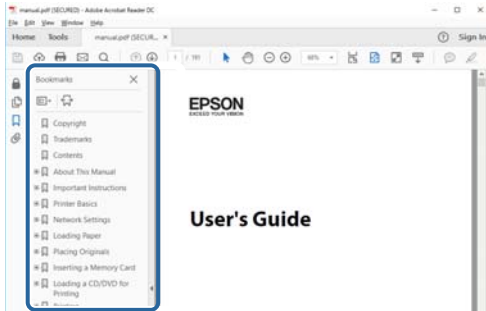 manual.pdf (SECURED) - Adobe Acrobat Reader DC
File Edit View Window Help
Home Tools manual.pdf (SECUR... × Sign In
Bookmarks
EPSON
EXCEED YOUR VISION
Copyright
Trademarks
Contents
About This Manual
Important Instructions
Printer Basics
User's Guide
Network Settings
Loading Paper
Placing Originals
Inserting a Memory Card
Loading a CD/DVD for
Printing